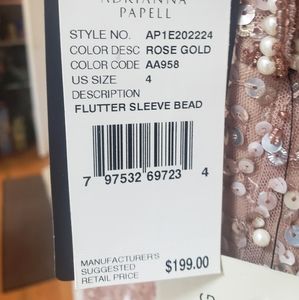 ADRIANNA
PAPELL
STYLE NO. AP1E202224
COLOR DESC ROSE GOLD
COLOR CODE AA958
US SIZE 4
DESCRIPTION
FLUTTER SLEEVE BEAD
7 97532 69723 4
MANUFACTURER'S
SUGGESTED
RETAIL PRICE $199.00